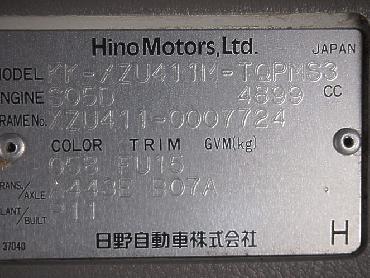 Hino Motors, Ltd. JAPAN
MODEL KK-XZU411M-TQPMS3
ENGINE S05D 4899 CC
FRAME No. XZU411-0007724
COLOR TRIM GVM(kg)
058 FU15
TRANS./AXLE A443E B07A
PLANT/BUILT P11
37040 日野自動車株式会社 H